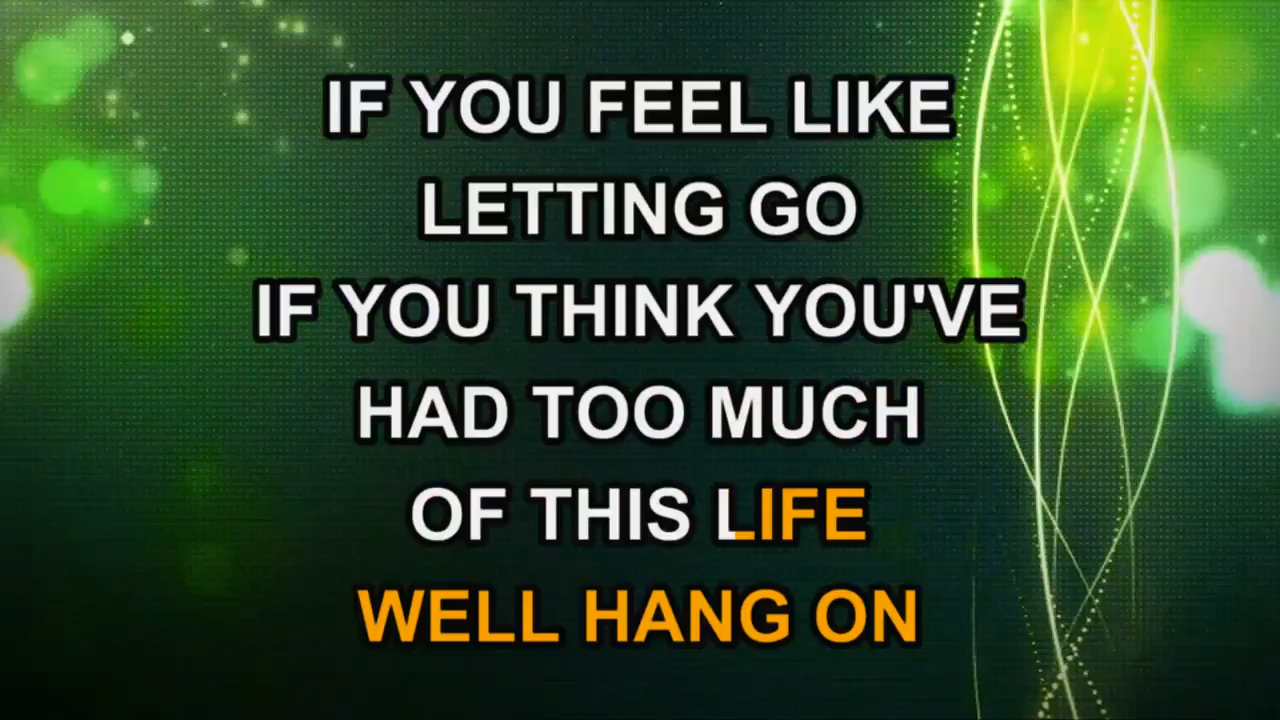 IF YOU FEEL LIKE
LETTING GO
IF YOU THINK YOU'VE
HAD TOO MUCH
OF THIS LIFE
WELL HANG ON